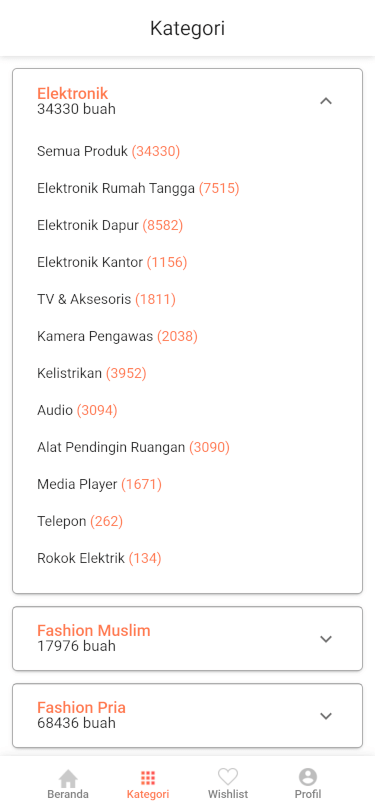 Kategori
Elektronik
34330 buah
Semua Produk (34330)
Elektronik Rumah Tangga (7515)
Elektronik Dapur (8582)
Elektronik Kantor (1156)
TV & Aksesoris (1811)
Kamera Pengawas (2038)
Kelistrikan (3952)
Audio (3094)
Alat Pendingin Ruangan (3090)
Media Player (1671)
Telepon (262)
Rokok Elektrik (134)
Fashion Muslim
17976 buah
Fashion Pria
68436 buah
Beranda Kategori Wishlist Profil